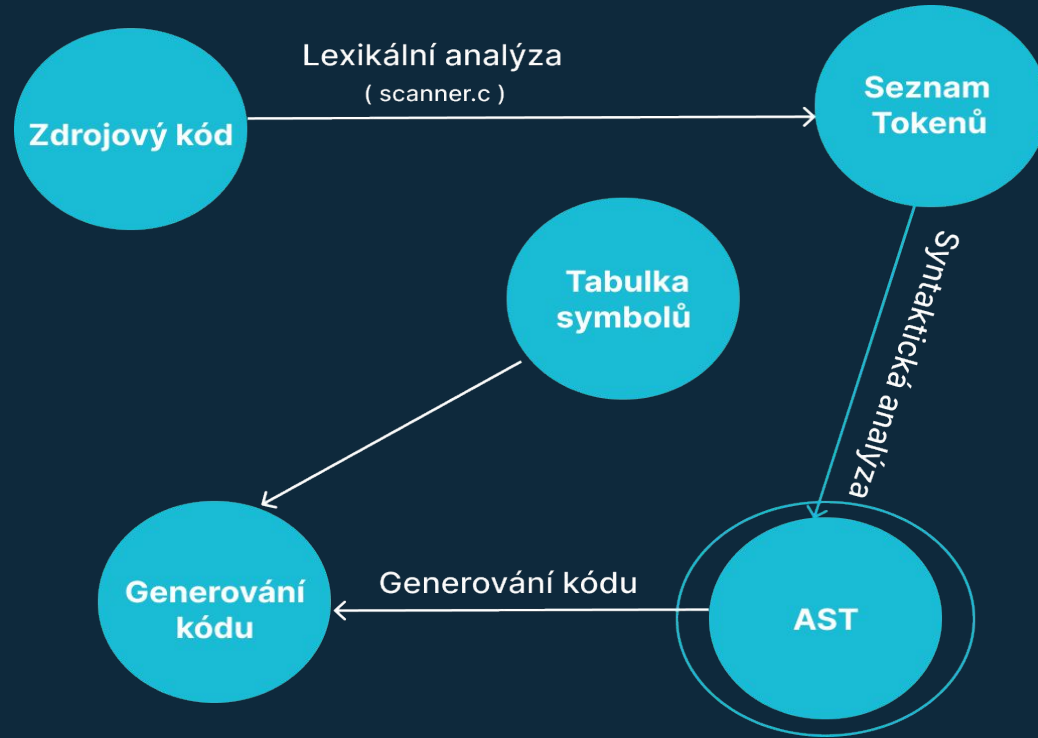 Lexikální analýza
( scanner.c )
Zdrojový kód
Seznam
Tokenů
Syntaktická analýza
Tabulka
symbolů
Generování kódu
Generování
kódu
AST